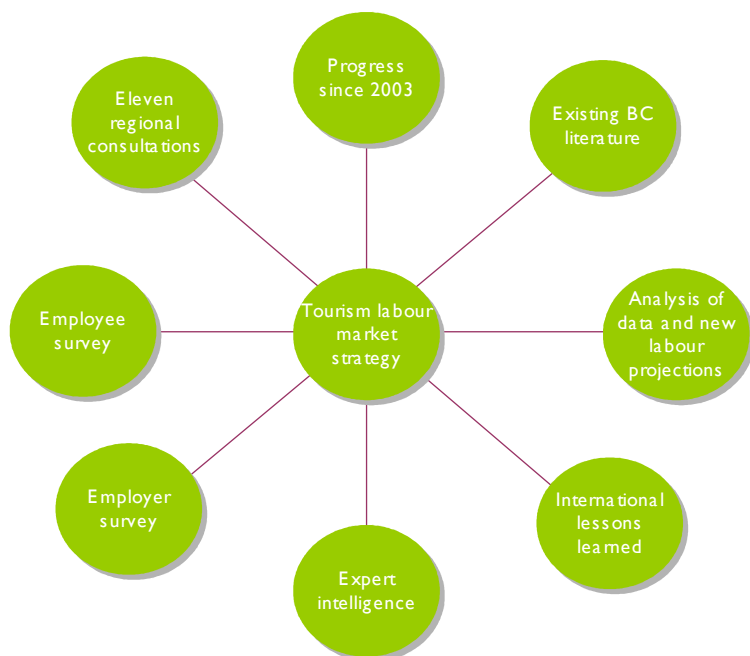 Progress
since 2003
Eleven
regional
consultations
Existing BC
literature
Employee
survey
Tourism labour
market
strategy
Analysis of
data and new
labour
projections
Employer
survey
International
lessons
learned
Expert
intelligence